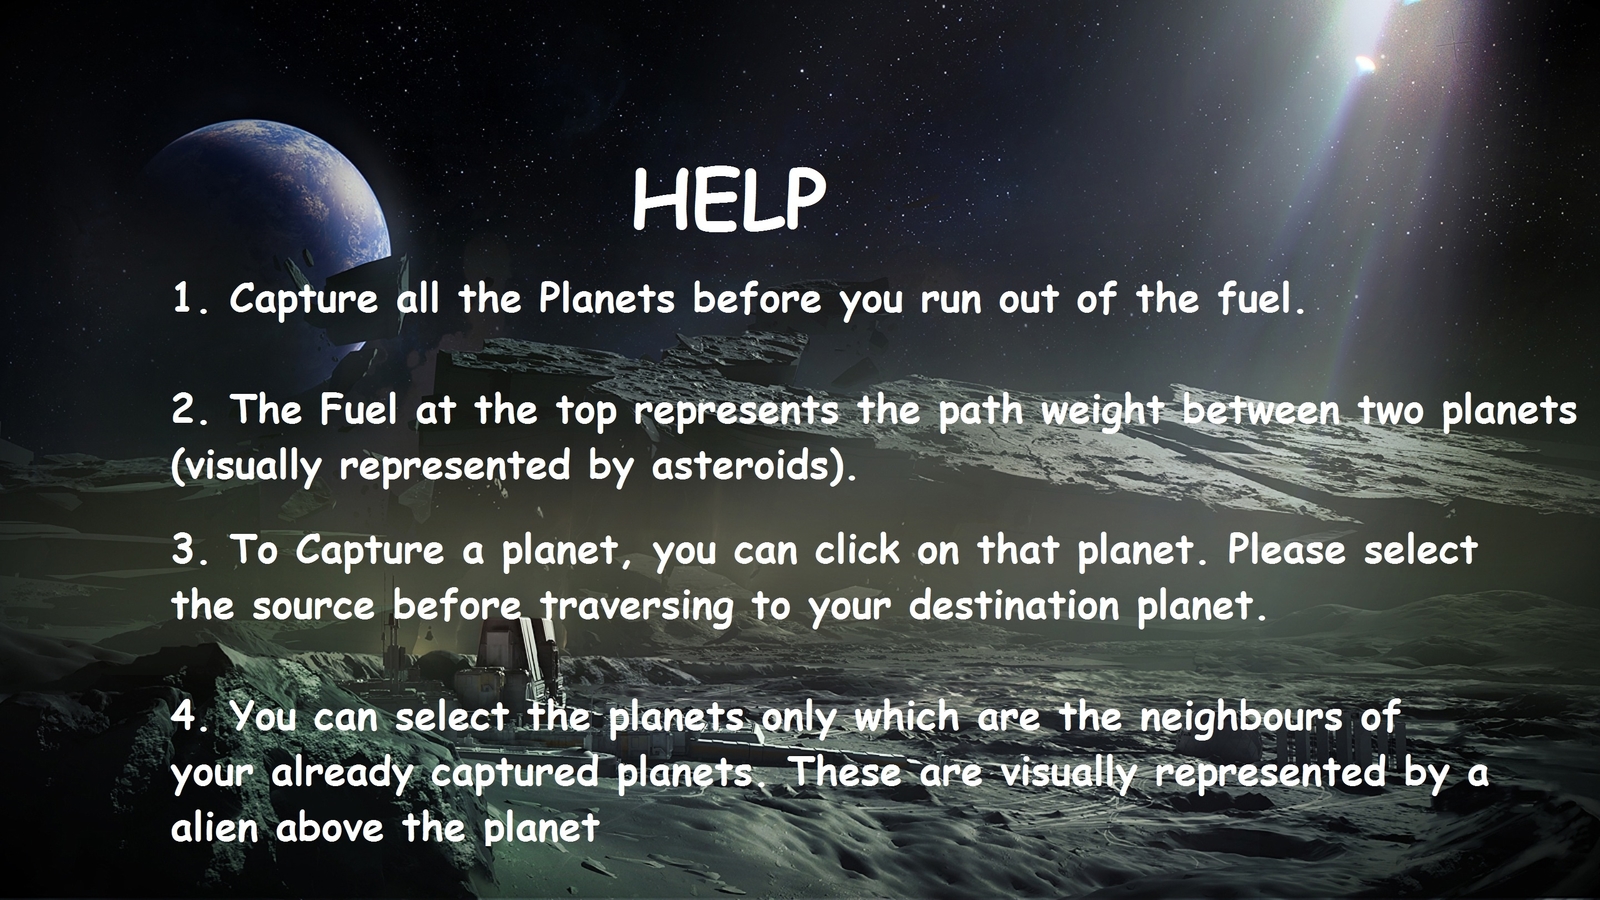 HELP
1. Capture all the Planets before you run out of the fuel.
2. The Fuel at the top represents the path weight between two planets
(visually represented by asteroids).
3. To Capture a planet, you can click on that planet. Please select
the source before traversing to your destination planet.
4. You can select the planets only which are the neighbours of
your already captured planets. These are visually represented by a
alien above the planet